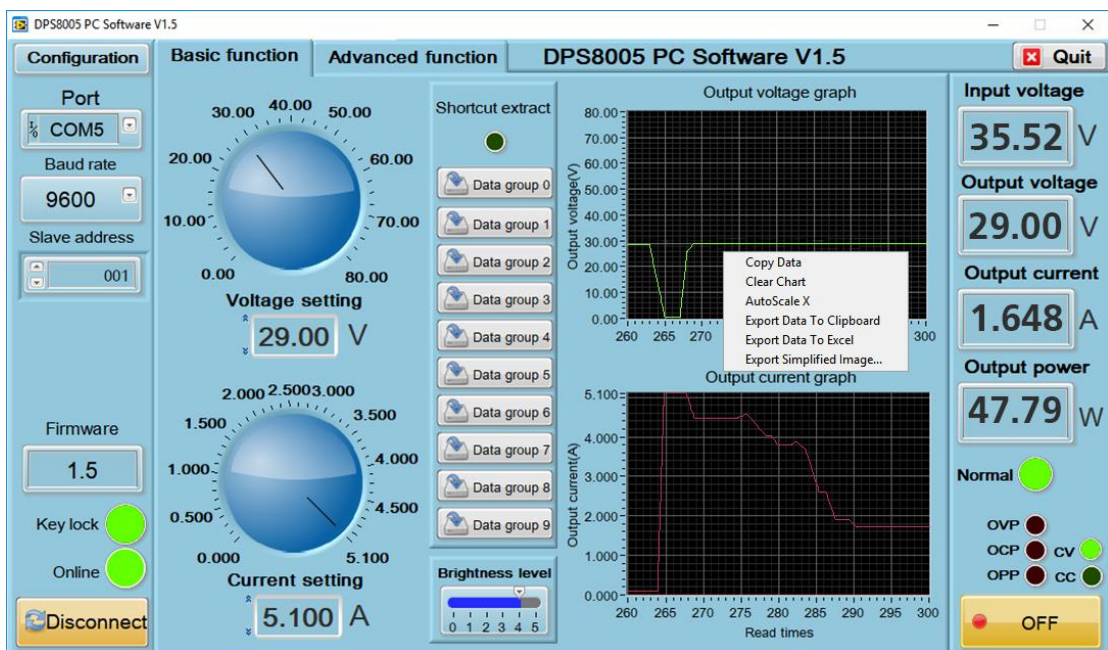 DPS8005 PC Software V1.5
Configuration
Basic function
Advanced function
DPS8005 PC Software V1.5
Quit
Port
I/O COM5
Baud rate
9600
Slave address
001
Firmware
1.5
Key lock
Online
Disconnect
0.00
10.00
20.00
30.00
40.00
50.00
60.00
70.00
80.00
Voltage setting
29.00 V
0.000
0.500
1.000
1.500
2.000
2.500
3.000
3.500
4.000
4.500
5.100
Current setting
5.100 A
Shortcut extract
Data group 0
Data group 1
Data group 2
Data group 3
Data group 4
Data group 5
Data group 6
Data group 7
Data group 8
Data group 9
Brightness level
0 1 2 3 4 5
Output voltage graph
Output voltage(V)
80.00
70.00
60.00
50.00
40.00
30.00
20.00
10.00
0.00
260 265 270 275 300
Copy Data
Clear Chart
AutoScale X
Export Data To Clipboard
Export Data To Excel
Export Simplified Image...
Output current graph
Output current(A)
5.100
4.000
3.000
2.000
1.000
0.000
260 265 270 275 280 285 290 295 300
Read times
Input voltage
35.52 V
Output voltage
29.00 V
Output current
1.648 A
Output power
47.79 W
Normal
OVP
OCP CV
OPP CC
OFF